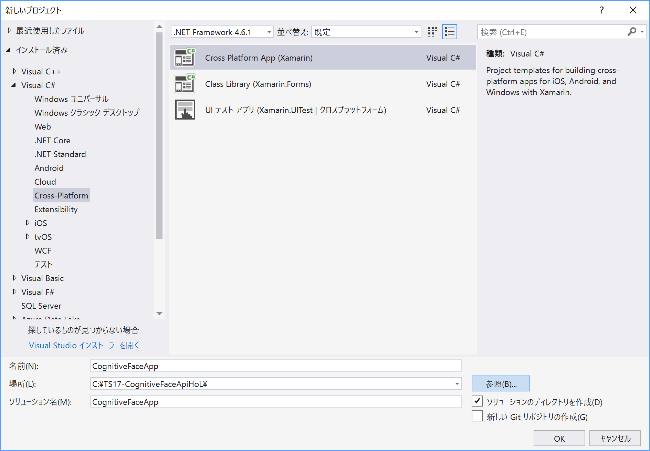 新しいプロジェクト
? ×
最近使用したファイル
インストール済み
.NET Framework 4.6.1 並べ替え: 既定
検索 (Ctrl+E)
Visual C++
Visual C#
Windows ユニバーサル
Windows クラシック デスクトップ
Web
.NET Core
.NET Standard
Android
Cloud
Cross-Platform
Extensibility
iOS
tvOS
WCF
テスト
Visual Basic
Visual F#
SQL Server
Azure Data Lake
探しているものが見つからない場合
Visual Studio インストーラーを開く
Cross Platform App (Xamarin) Visual C#
Class Library (Xamarin.Forms) Visual C#
UI テスト アプリ (Xamarin.UITest | クロスプラットフォーム) Visual C#
種類: Visual C#
Project templates for building cross-
platform apps for iOS, Android, and
Windows with Xamarin.
名前(N): CognitiveFaceApp
場所(L): C:¥TS17-CognitiveFaceApiHoL¥ 参照(B)...
ソリューション名(M): CognitiveFaceApp
ソリューションのディレクトリを作成(D)
新しい Git リポジトリの作成(G)
OK キャンセル